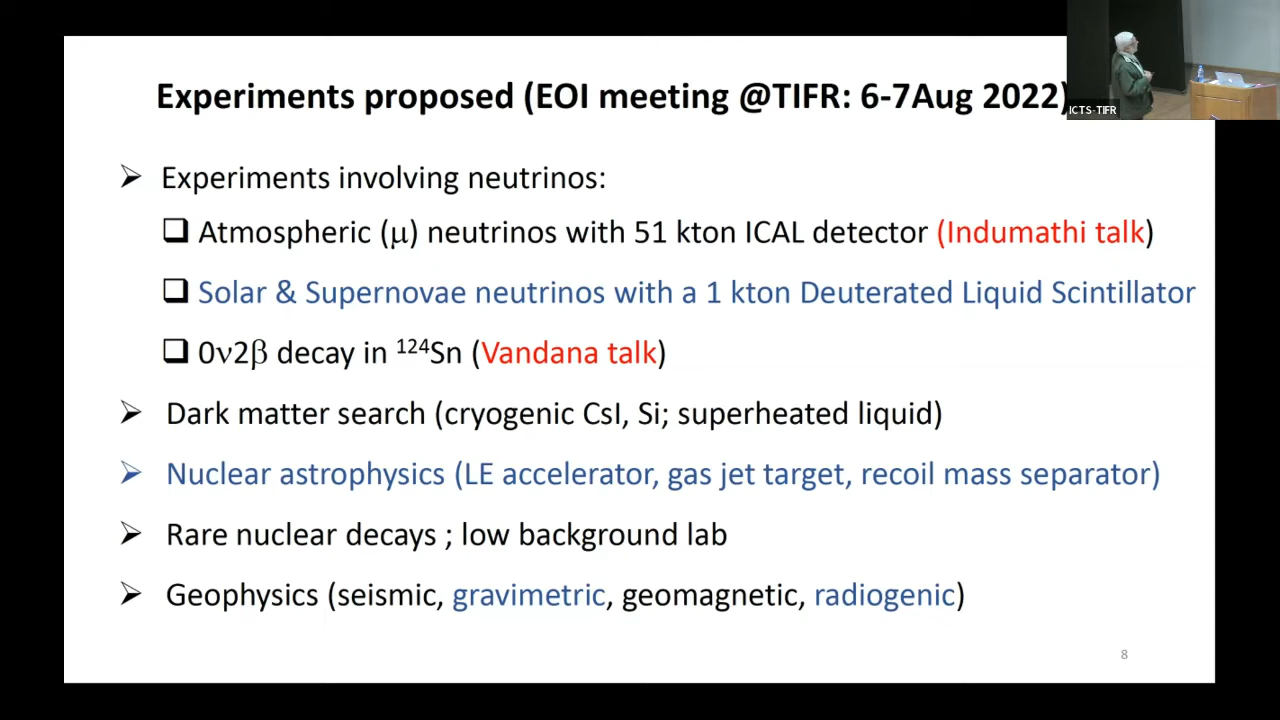 Experiments proposed (EOI meeting @TIFR: 6-7Aug 2022)
ICTS-TIFR
➢ Experiments involving neutrinos:
❑ Atmospheric (μ) neutrinos with 51 kton ICAL detector (Indumathi talk)
❑ Solar & Supernovae neutrinos with a 1 kton Deuterated Liquid Scintillator
❑ 0ν2β decay in ¹²⁴Sn (Vandana talk)
➢ Dark matter search (cryogenic CsI, Si; superheated liquid)
➢ Nuclear astrophysics (LE accelerator, gas jet target, recoil mass separator)
➢ Rare nuclear decays ; low background lab
➢ Geophysics (seismic, gravimetric, geomagnetic, radiogenic)
8